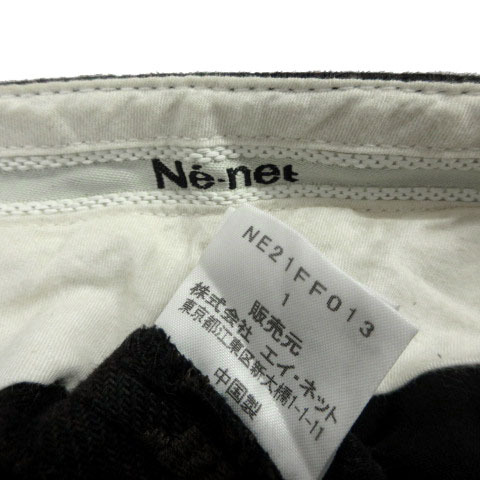 Nè-net
NE21FF013
1
販売元
株式会社 エイ・ネット
東京都江東区新大橋1-1-11
中国製